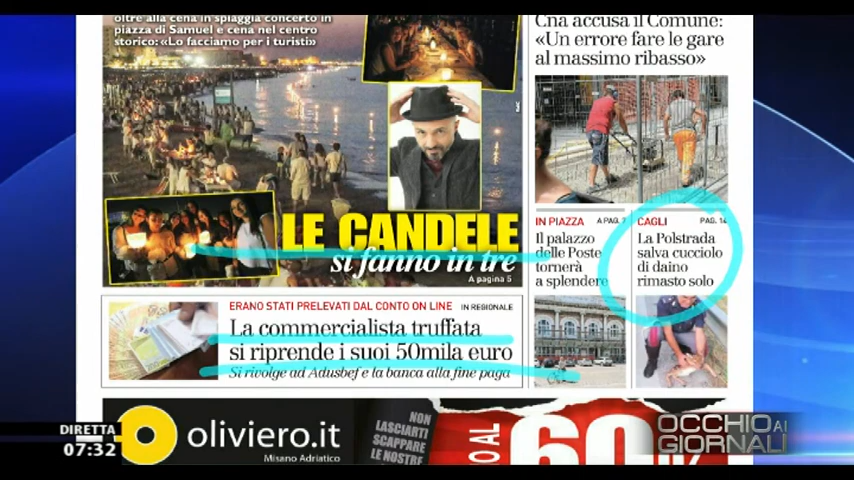 oltre alla cena in spiaggia concerto in
piazza di Samuel e cena nel centro
storico: «Lo facciamo per i turisti»
LE CANDELE
si fanno in tre
A pagina 5
Cna accusa il Comune:
«Un errore fare le gare
al massimo ribasso»
IN PIAZZA
Il palazzo
delle Poste
tornerà
a splendere
CAGLI PAG. 14
La Polstrada
salva cucciolo
di daino
rimasto solo
ERANO STATI PRELEVATI DAL CONTO ON LINE IN REGIONALE
La commercialista truffata
si riprende i suoi 50mila euro
Si rivolge ad Adusbef e la banca alla fine paga
oliviero.it
Misano Adriatico
NON
LASCIARTI
SCAPPARE
LE NOSTRE
DIRETTA
07:32
OCCHIO AI
GIORNALI